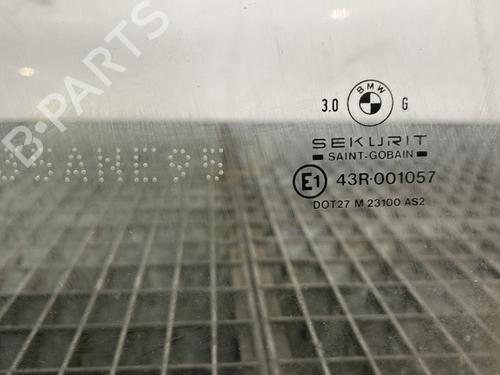 B-PARTS
BMW
3.0 G
SEKURIT
SAINT-GOBAIN
E1 43R-001057
DOT27 M 23100 AS2